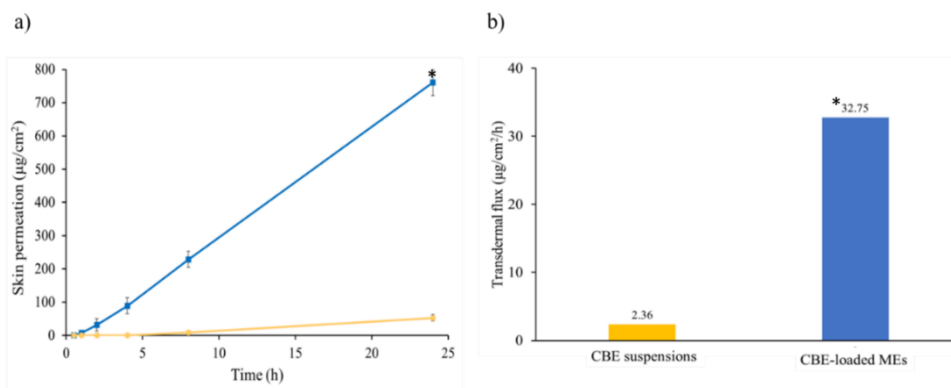 a)
800
700
600
500
400
300
200
100
0
Skin permeation (µg/cm²)
0 5 10 15 20 25
Time (h)
*
b)
40
30
20
10
0
Transdermal flux (µg/cm²/h)
2.36
*32.75
CBE suspensions
CBE-loaded MEs